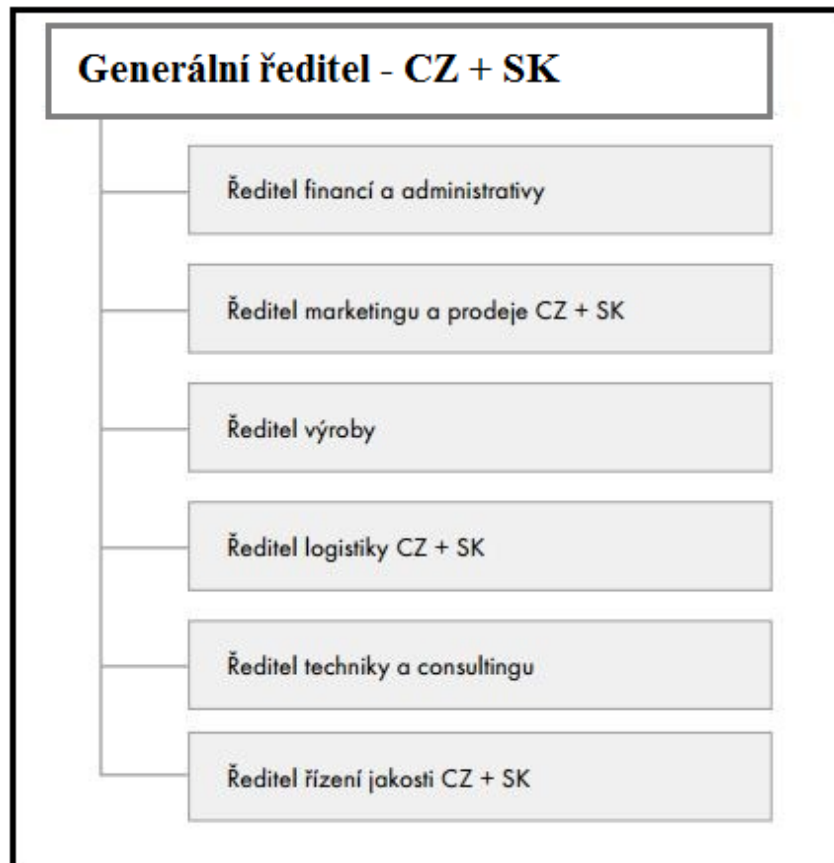 Generální ředitel - CZ + SK
Ředitel financí a administrativy
Ředitel marketingu a prodeje CZ + SK
Ředitel výroby
Ředitel logistiky CZ + SK
Ředitel techniky a consultingu
Ředitel řízení jakosti CZ + SK